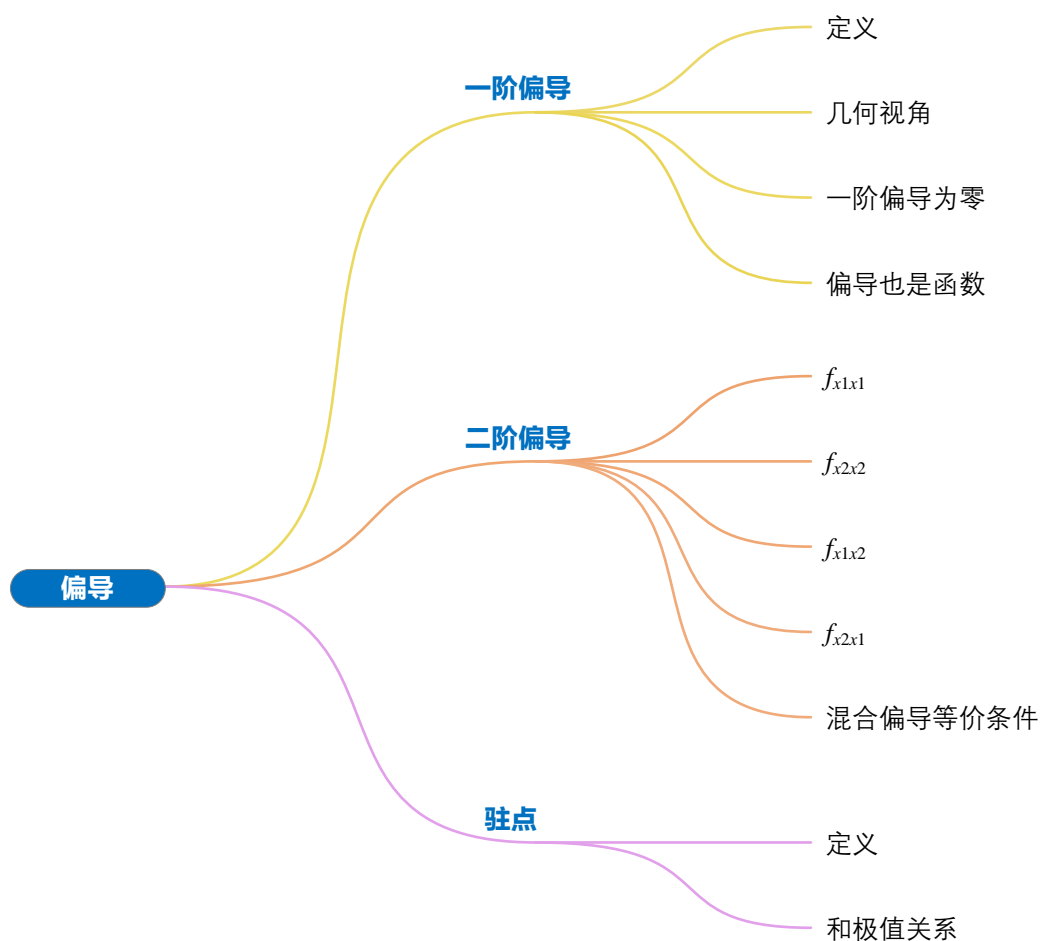 偏导
一阶偏导
定义
几何视角
一阶偏导为零
偏导也是函数
二阶偏导
fx1x1
fx2x2
fx1x2
fx2x1
混合偏导等价条件
驻点
定义
和极值关系